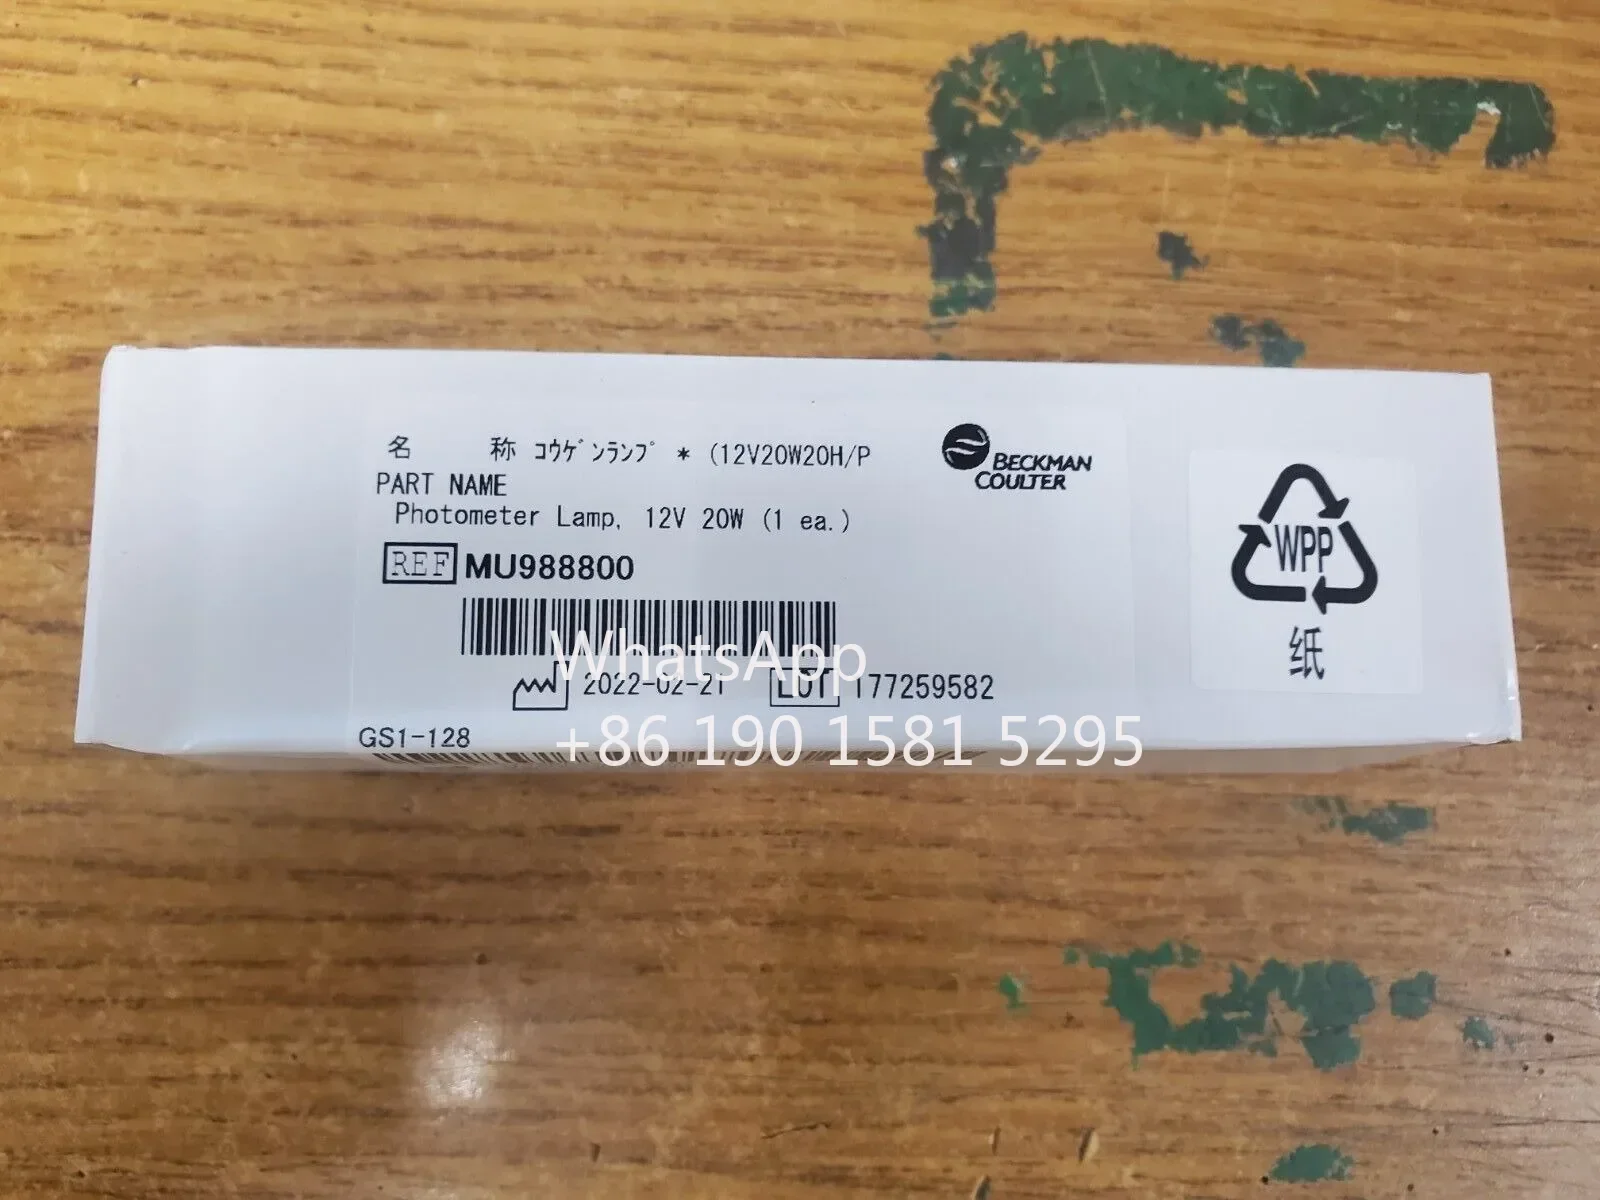 名 称 コウゲンランプ * (12V20W20H/P
BECKMAN
COULTER
PART NAME
Photometer Lamp, 12V 20W (1 ea.)
REF MU988800
WPP
纸
WhatsApp
2022-02-21 LOT 177259582
GS1-128
+86 190 1581 5295